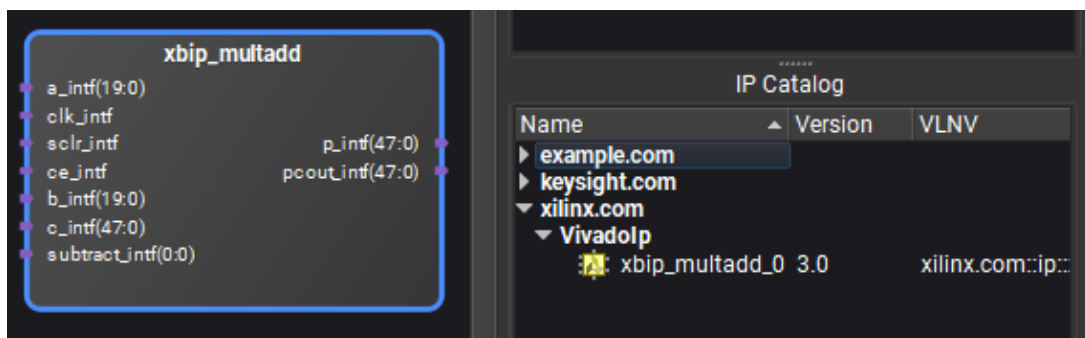 xbip_multadd
a_intf(19:0)
clk_intf
sclr_intf
ce_intf
b_intf(19:0)
c_intf(47:0)
subtract_intf(0:0)
p_intf(47:0)
pcout_intf(47:0)
IP Catalog
Name Version VLNV
example.com
keysight.com
xilinx.com
VivadoIp
xbip_multadd_0 3.0 xilinx.com::ip::